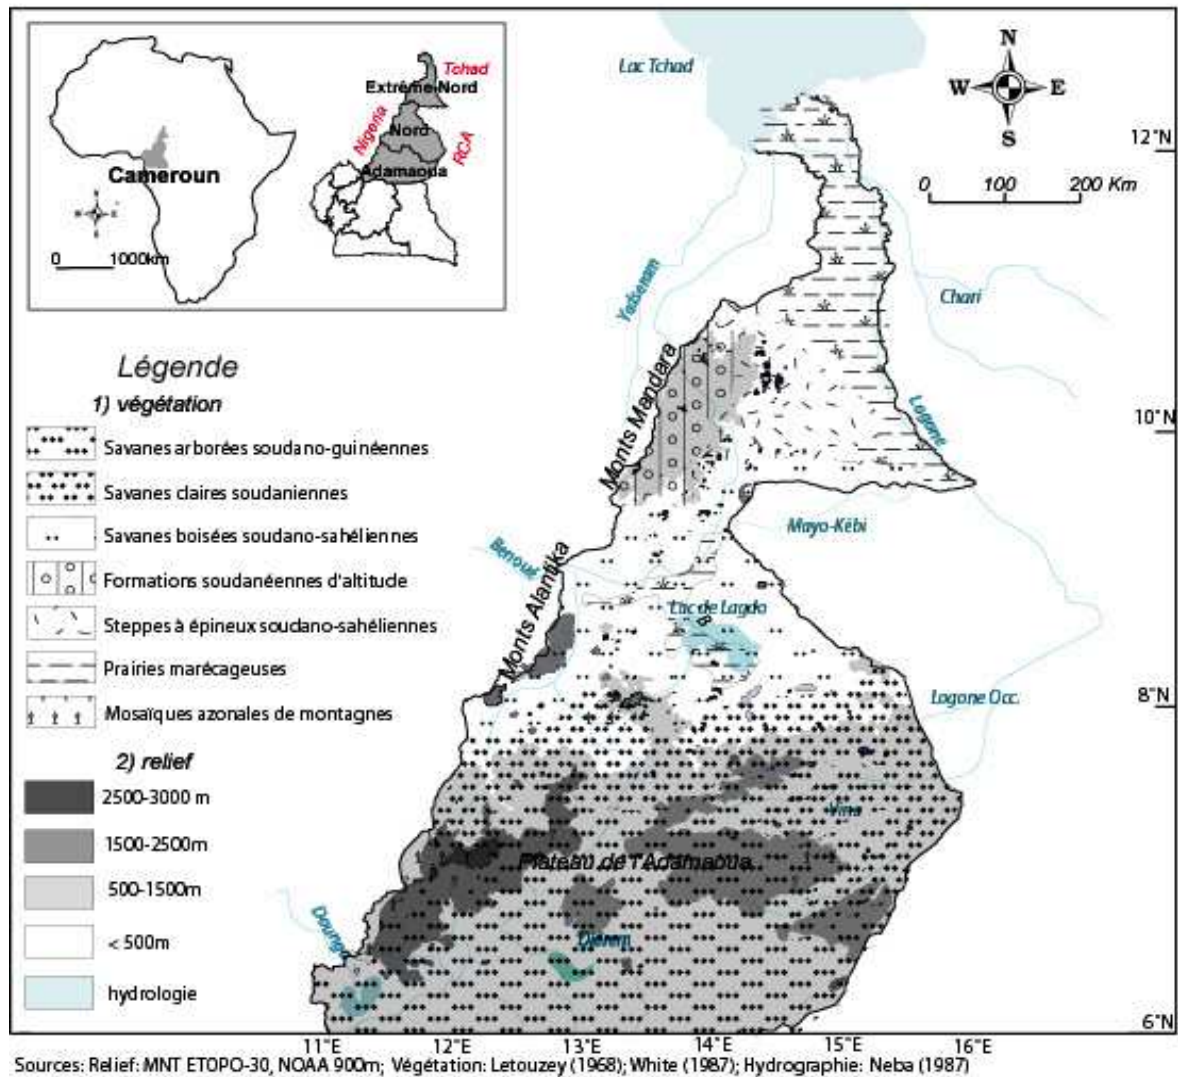 Tchad
Extrême-Nord
Nigeria
Nord
RCA
Adamaoua
Cameroun
0 1000km
Lac Tchad
N
W E
S
12°N
0 100 200 Km
Yadseram
Chari
Monts Mandara
10°N
Logone
Mayo-Kébi
Benoué
Monts Alantika
Lac de Lagdo
B
8°N
Logone Occ.
Vina
Plateau de l'Adamaoua
Djerem
6°N
11°E 12°E 13°E 14°E 15°E 16°E
Légende
1) végétation
Savanes arborées soudano-guinéennes
Savanes claires soudaniennes
Savanes boisées soudano-sahéliennes
Formations soudanéennes d'altitude
Steppes à épineux soudano-sahéliennes
Prairies marécageuses
Mosaïques azonales de montagnes
2) relief
2500-3000 m
1500-2500m
500-1500m
< 500m
hydrologie
Sources: Relief: MNT ETOPO-30, NOAA 900m; Végétation: Letouzey (1968); White (1987); Hydrographie: Neba (1987)